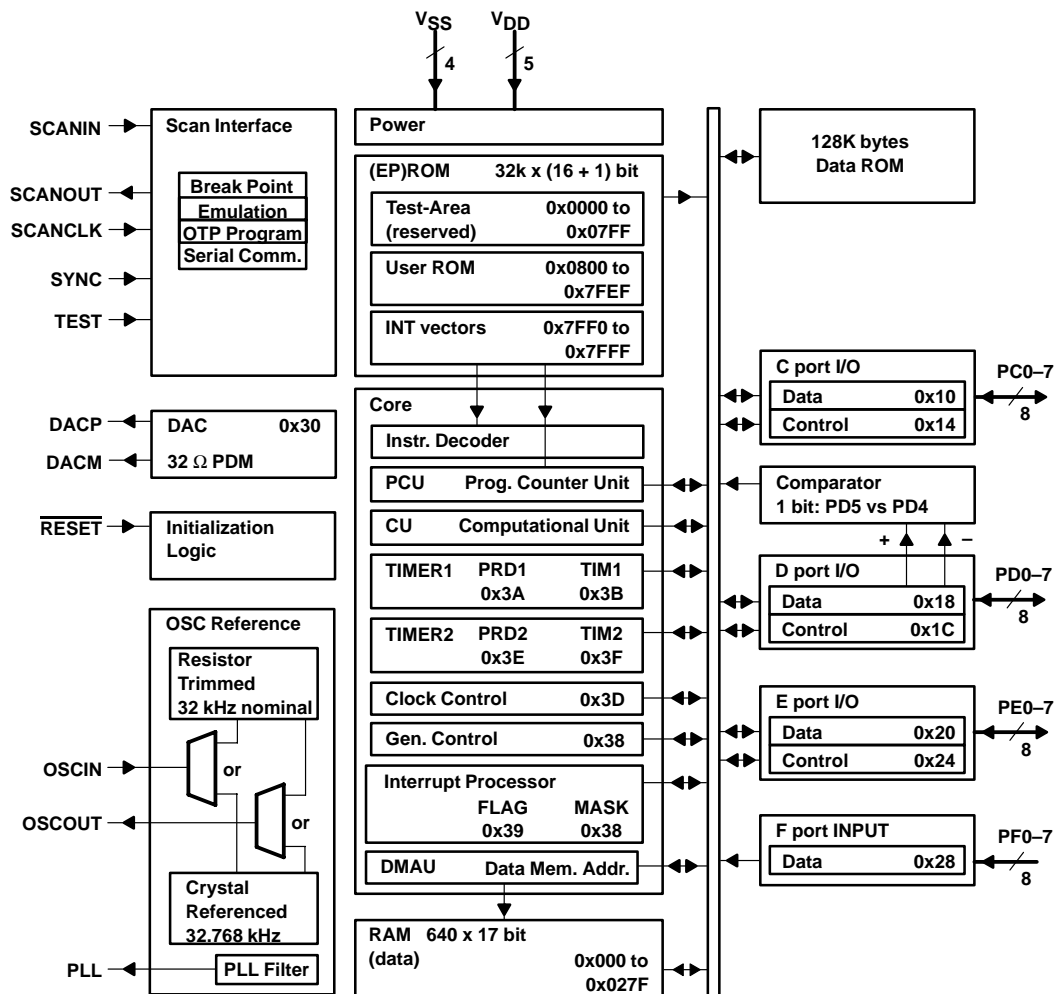 VSS VDD
4 5
SCANIN
SCANOUT
SCANCLK
SYNC
TEST
Scan Interface
Break Point
Emulation
OTP Program
Serial Comm.
DACP
DACM
DAC 0x30
32 Ω PDM
RESET
Initialization
Logic
OSC Reference
Resistor
Trimmed
32 kHz nominal
OSCIN
or
OSCOUT
or
Crystal
Referenced
32.768 kHz
PLL
PLL Filter
Power
(EP)ROM 32k x (16 + 1) bit
Test-Area 0x0000 to
(reserved) 0x07FF
User ROM 0x0800 to
0x7FEF
INT vectors 0x7FF0 to
0x7FFF
Core
Instr. Decoder
PCU Prog. Counter Unit
CU Computational Unit
TIMER1 PRD1 TIM1
0x3A 0x3B
TIMER2 PRD2 TIM2
0x3E 0x3F
Clock Control 0x3D
Gen. Control 0x38
Interrupt Processor
FLAG MASK
0x39 0x38
DMAU Data Mem. Addr.
RAM 640 x 17 bit
(data) 0x000 to
0x027F
128K bytes
Data ROM
C port I/O
Data 0x10
Control 0x14
PC0–7
8
Comparator
1 bit: PD5 vs PD4
+ –
D port I/O
Data 0x18
Control 0x1C
PD0–7
8
E port I/O
Data 0x20
Control 0x24
PE0–7
8
F port INPUT
Data 0x28
PF0–7
8